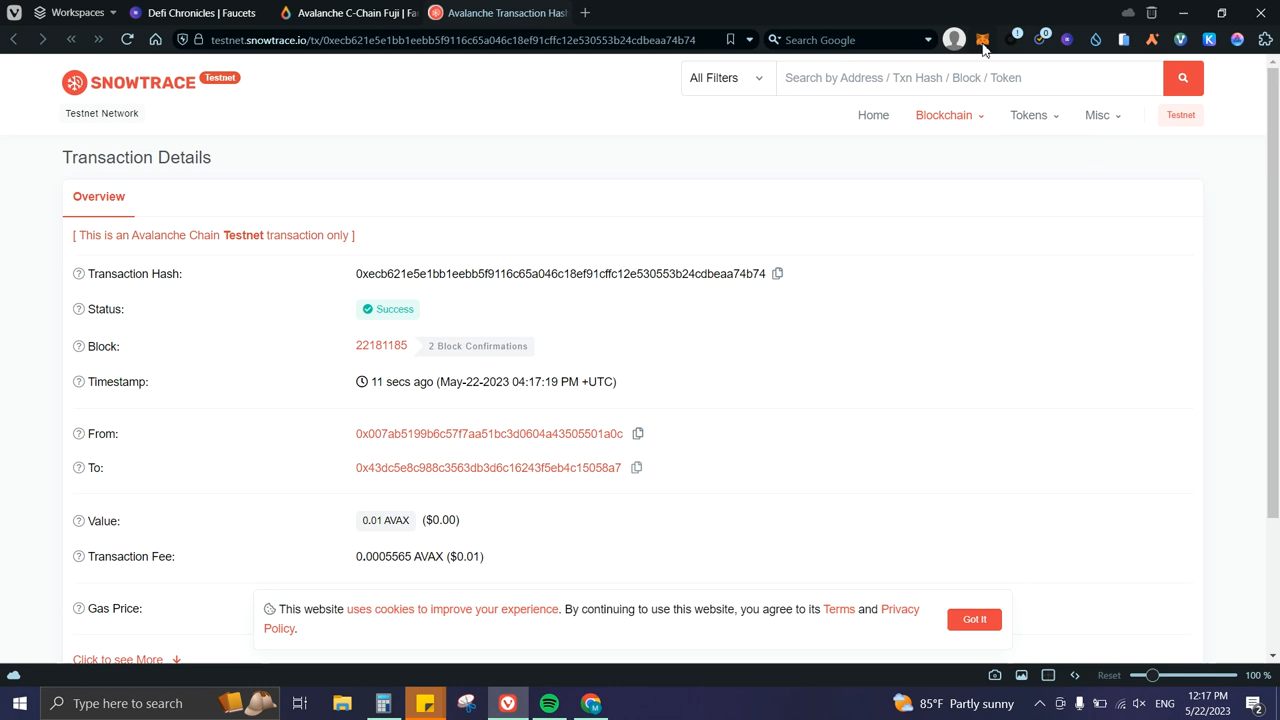 Workspaces
Defi Chronicles | Faucets
Avalanche C-Chain Fuji | Fa
Avalanche Transaction Hash
testnet.snowtrace.io/tx/0xecb621e5e1bb1eebb5f9116c65a046c18ef91cffc12e530553b24cdbeaa74b74
Search Google
SNOWTRACE Testnet
All Filters
Search by Address / Txn Hash / Block / Token
Testnet Network
Home
Blockchain
Tokens
Misc
Testnet
Transaction Details
Overview
[ This is an Avalanche Chain Testnet transaction only ]
Transaction Hash: 0xecb621e5e1bb1eebb5f9116c65a046c18ef91cffc12e530553b24cdbeaa74b74
Status: Success
Block: 22181185 2 Block Confirmations
Timestamp: 11 secs ago (May-22-2023 04:17:19 PM +UTC)
From: 0x007ab5199b6c57f7aa51bc3d0604a43505501a0c
To: 0x43dc5e8c988c3563db3d6c16243f5eb4c15058a7
Value: 0.01 AVAX ($0.00)
Transaction Fee: 0.0005565 AVAX ($0.01)
Gas Price:
This website uses cookies to improve your experience. By continuing to use this website, you agree to its Terms and Privacy
Policy.
Got It
Click to see More
Reset
100 %
Type here to search
85°F Partly sunny
12:17 PM
5/22/2023
2